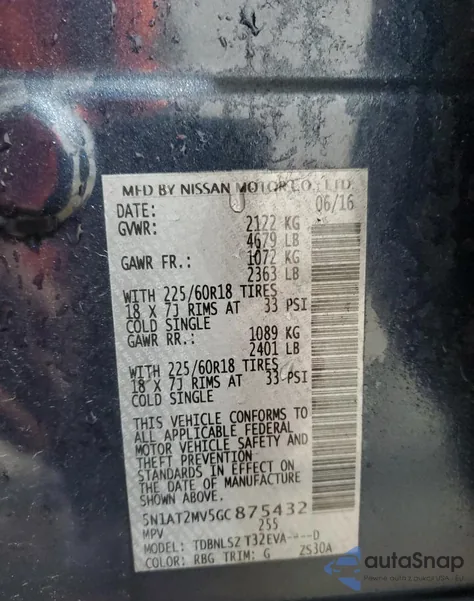 MFD BY NISSAN MOTOR CO., LTD.
DATE: 06/16
GVWR: 2122 KG
4679 LB
GAWR FR.: 1072 KG
2363 LB
WITH 225/60R18 TIRES
18 X 7J RIMS AT 33 PSI
COLD SINGLE
GAWR RR.: 1089 KG
2401 LB
WITH 225/60R18 TIRES
18 X 7J RIMS AT 33 PSI
COLD SINGLE
THIS VEHICLE CONFORMS TO
ALL APPLICABLE FEDERAL
MOTOR VEHICLE SAFETY AND
THEFT PREVENTION
STANDARDS IN EFFECT ON
THE DATE OF MANUFACTURE
SHOWN ABOVE.
5N1AT2MV5GC875432
MPV 255
MODEL: TDBNLSZ T32EVA----D
COLOR: RBG TRIM: G ZS30A
autoSnap